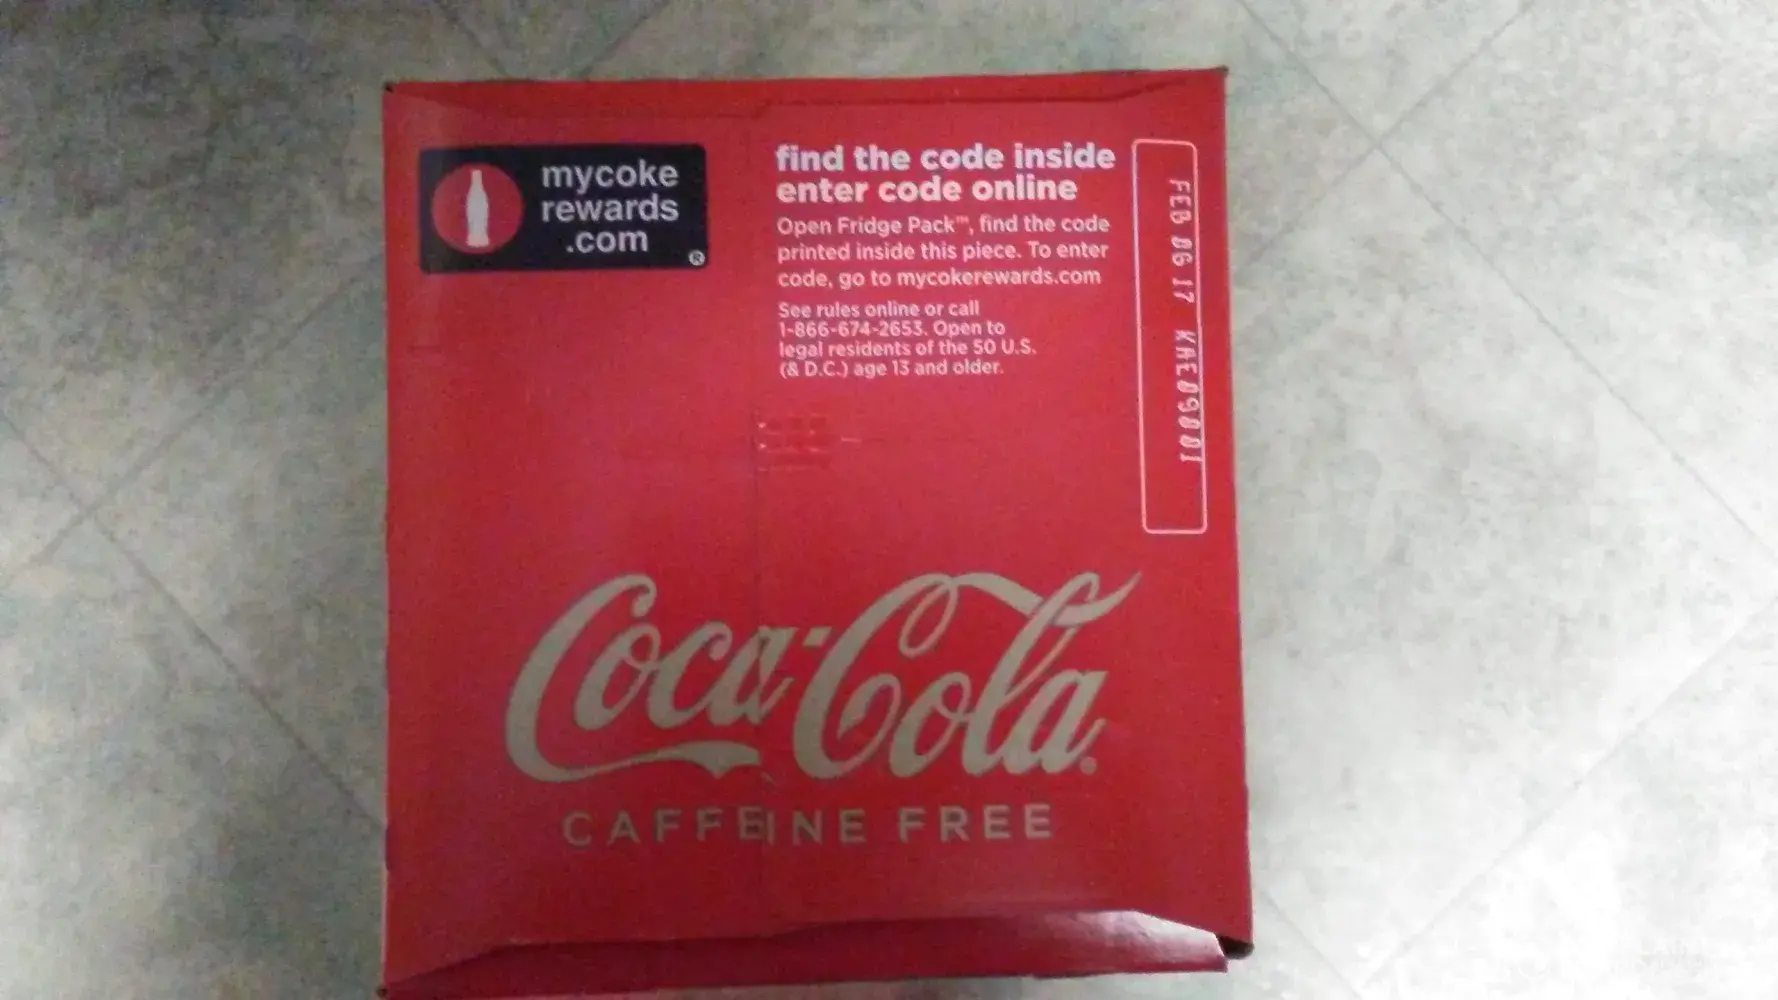 mycoke
rewards
.com
®
find the code inside
enter code online
Open Fridge Pack™, find the code
printed inside this piece. To enter
code, go to mycokerewards.com
See rules online or call
1-866-674-2653. Open to
legal residents of the 50 U.S.
(& D.C.) age 13 and older.
FEB 06 17
Coca-Cola®
CAFFEINE FREE